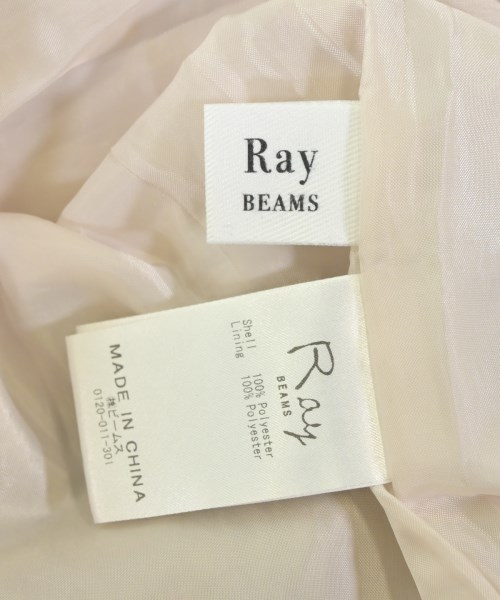 Ray
BEAMS
Ray
BEAMS
Shell 100% Polyester
Lining 100% Polyester
MADE IN CHINA
㈱ビームス
0120-011-301